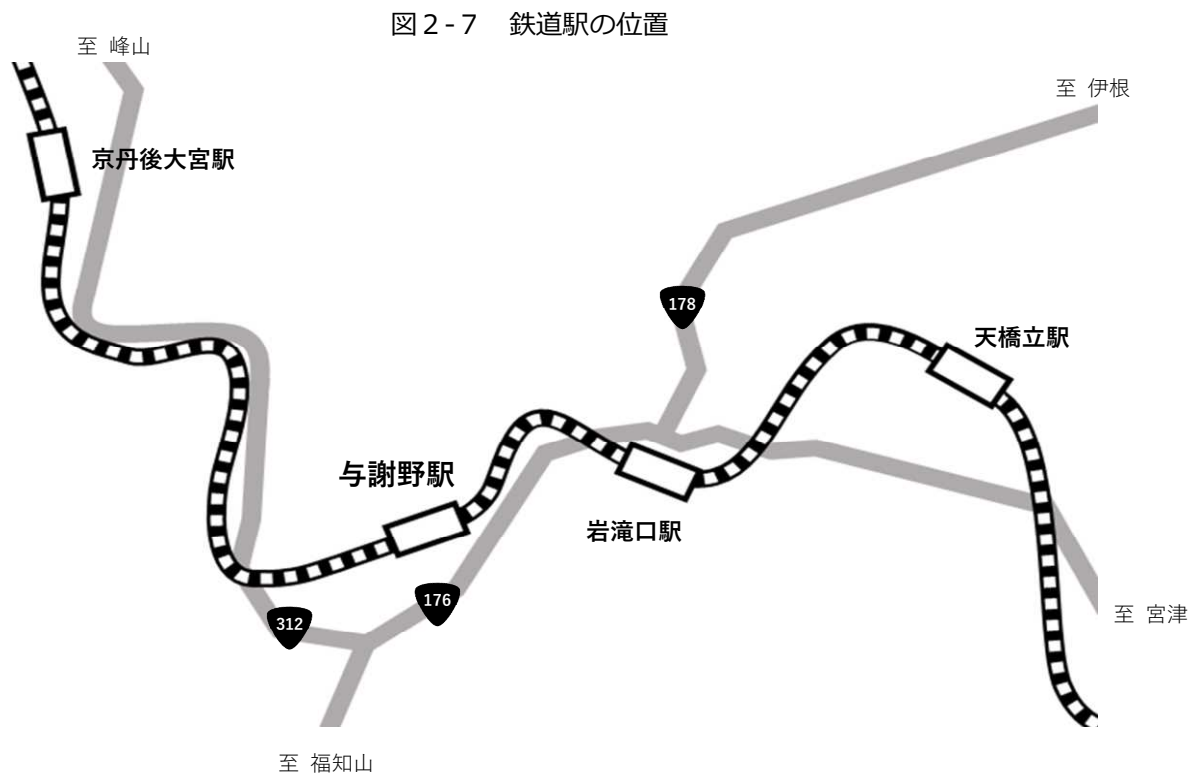 図２-７　鉄道駅の位置
至 峰山
至 伊根
京丹後大宮駅
178
天橋立駅
与謝野駅
岩滝口駅
176
312
至 宮津
至 福知山